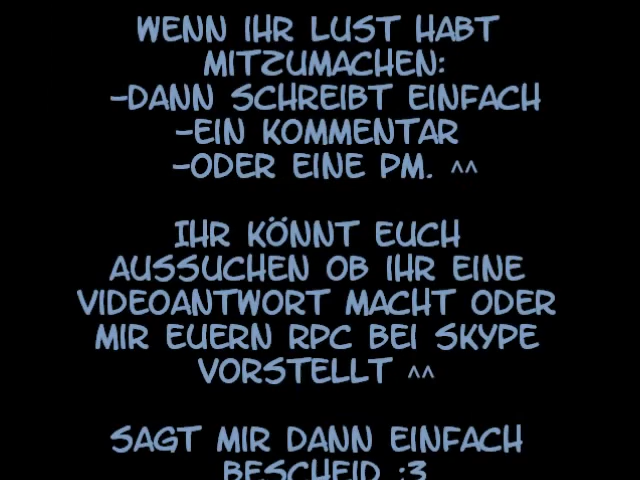 WENN IHR LUST HABT
MITZUMACHEN:
-DANN SCHREIBT EINFACH
-EIN KOMMENTAR
-ODER EINE PM. ^^
IHR KÖNNT EUCH
AUSSUCHEN OB IHR EINE
VIDEOANTWORT MACHT ODER
MIR EUERN RPC BEI SKYPE
VORSTELLT ^^
SAGT MIR DANN EINFACH
BESCHEID :3